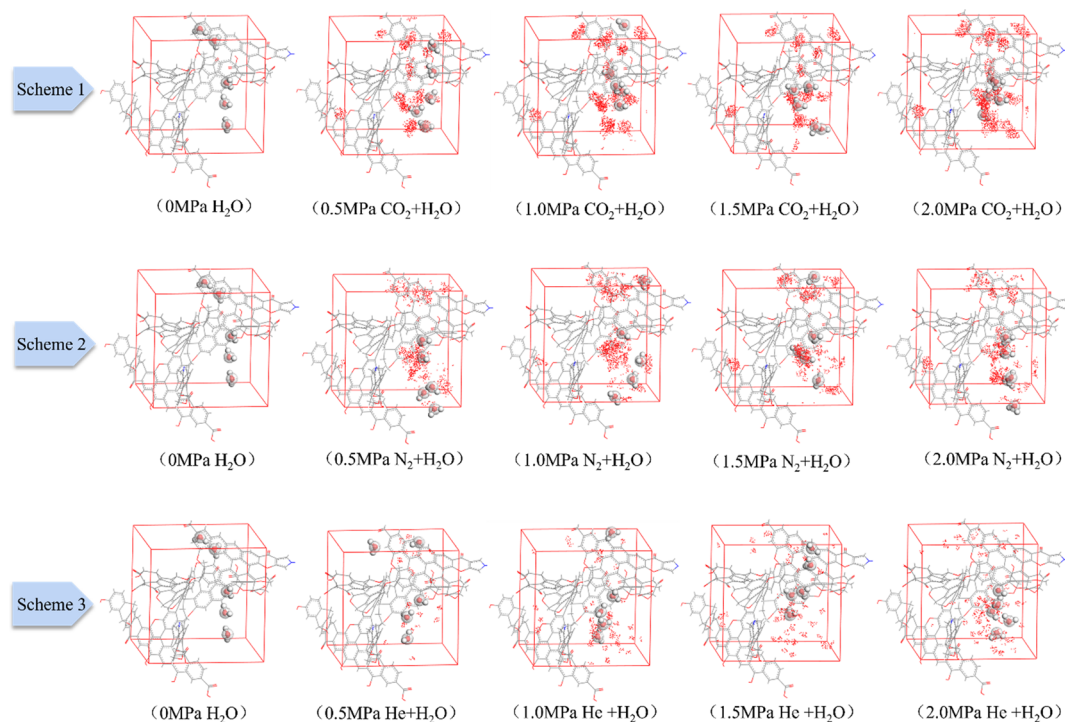 Scheme 1
(0MPa H₂O)
(0.5MPa CO₂+H₂O)
(1.0MPa CO₂+H₂O)
(1.5MPa CO₂+H₂O)
(2.0MPa CO₂+H₂O)
Scheme 2
(0MPa H₂O)
(0.5MPa N₂+H₂O)
(1.0MPa N₂+H₂O)
(1.5MPa N₂+H₂O)
(2.0MPa N₂+H₂O)
Scheme 3
(0MPa H₂O)
(0.5MPa He+H₂O)
(1.0MPa He +H₂O)
(1.5MPa He +H₂O)
(2.0MPa He +H₂O)